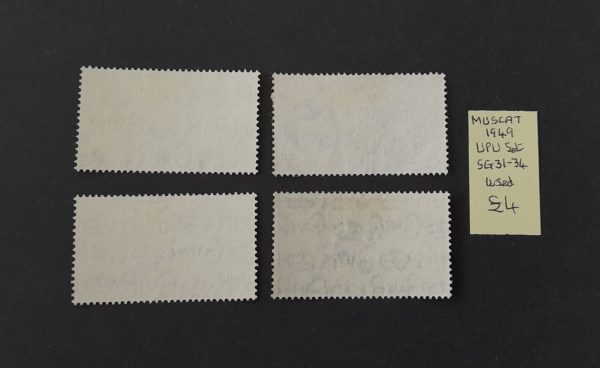 MUSCAT
1949
UPU Set
SG31-34
Used
£4